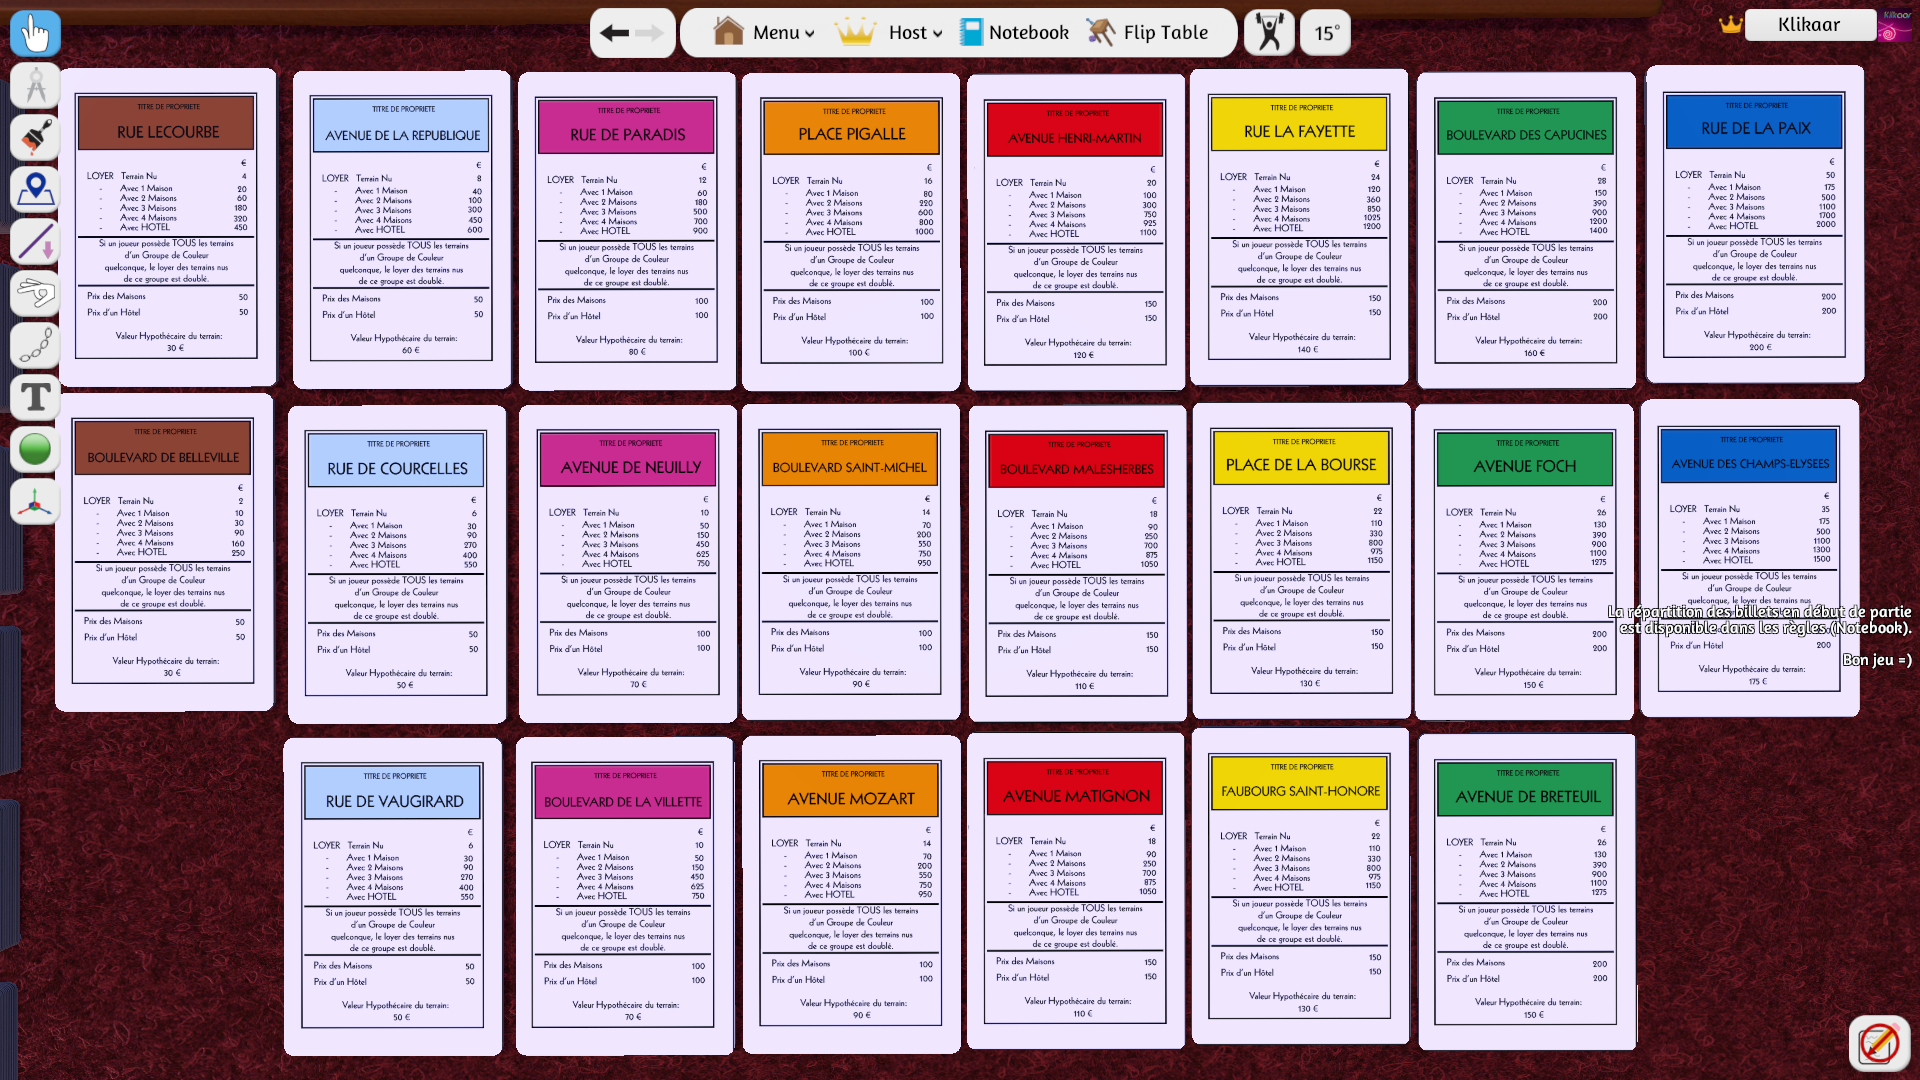 Menu
Host
Notebook
Flip Table
15°
Klikaar
TITRE DE PROPRIETE
RUE LECOURBE
€
LOYER Terrain Nu 4
- Avec 1 Maison 20
- Avec 2 Maisons 60
- Avec 3 Maisons 180
- Avec 4 Maisons 320
- Avec HOTEL 450
Si un joueur possède TOUS les terrains
d'un Groupe de Couleur
quelconque, le loyer des terrains nus
de ce groupe est doublé.
Prix des Maisons 50
Prix d'un Hôtel 50
Valeur Hypothécaire du terrain:
30 €
TITRE DE PROPRIETE
AVENUE DE LA REPUBLIQUE
€
LOYER Terrain Nu 8
- Avec 1 Maison 40
- Avec 2 Maisons 100
- Avec 3 Maisons 300
- Avec 4 Maisons 450
- Avec HOTEL 600
Si un joueur possède TOUS les terrains
d'un Groupe de Couleur
quelconque, le loyer des terrains nus
de ce groupe est doublé.
Prix des Maisons 50
Prix d'un Hôtel 50
Valeur Hypothécaire du terrain:
60 €
TITRE DE PROPRIETE
RUE DE PARADIS
€
LOYER Terrain Nu 12
- Avec 1 Maison 60
- Avec 2 Maisons 180
- Avec 3 Maisons 500
- Avec 4 Maisons 700
- Avec HOTEL 900
Si un joueur possède TOUS les terrains
d'un Groupe de Couleur
quelconque, le loyer des terrains nus
de ce groupe est doublé.
Prix des Maisons 100
Prix d'un Hôtel 100
Valeur Hypothécaire du terrain:
80 €
TITRE DE PROPRIETE
PLACE PIGALLE
€
LOYER Terrain Nu 16
- Avec 1 Maison 80
- Avec 2 Maisons 220
- Avec 3 Maisons 600
- Avec 4 Maisons 800
- Avec HOTEL 1000
Si un joueur possède TOUS les terrains
d'un Groupe de Couleur
quelconque, le loyer des terrains nus
de ce groupe est doublé.
Prix des Maisons 100
Prix d'un Hôtel 100
Valeur Hypothécaire du terrain:
100 €
TITRE DE PROPRIETE
AVENUE HENRI-MARTIN
€
LOYER Terrain Nu 20
- Avec 1 Maison 100
- Avec 2 Maisons 300
- Avec 3 Maisons 750
- Avec 4 Maisons 925
- Avec HOTEL 1100
Si un joueur possède TOUS les terrains
d'un Groupe de Couleur
quelconque, le loyer des terrains nus
de ce groupe est doublé.
Prix des Maisons 150
Prix d'un Hôtel 150
Valeur Hypothécaire du terrain:
120 €
TITRE DE PROPRIETE
RUE LA FAYETTE
€
LOYER Terrain Nu 24
- Avec 1 Maison 120
- Avec 2 Maisons 360
- Avec 3 Maisons 850
- Avec 4 Maisons 1025
- Avec HOTEL 1200
Si un joueur possède TOUS les terrains
d'un Groupe de Couleur
quelconque, le loyer des terrains nus
de ce groupe est doublé.
Prix des Maisons 150
Prix d'un Hôtel 150
Valeur Hypothécaire du terrain:
140 €
TITRE DE PROPRIETE
BOULEVARD DES CAPUCINES
€
LOYER Terrain Nu 28
- Avec 1 Maison 150
- Avec 2 Maisons 390
- Avec 3 Maisons 900
- Avec 4 Maisons 1200
- Avec HOTEL 1400
Si un joueur possède TOUS les terrains
d'un Groupe de Couleur
quelconque, le loyer des terrains nus
de ce groupe est doublé.
Prix des Maisons 200
Prix d'un Hôtel 200
Valeur Hypothécaire du terrain:
160 €
TITRE DE PROPRIETE
RUE DE LA PAIX
€
LOYER Terrain Nu 50
- Avec 1 Maison 175
- Avec 2 Maisons 500
- Avec 3 Maisons 1100
- Avec 4 Maisons 1700
- Avec HOTEL 2000
Si un joueur possède TOUS les terrains
d'un Groupe de Couleur
quelconque, le loyer des terrains nus
de ce groupe est doublé.
Prix des Maisons 200
Prix d'un Hôtel 200
Valeur Hypothécaire du terrain:
200 €
TITRE DE PROPRIETE
BOULEVARD DE BELLEVILLE
€
LOYER Terrain Nu 2
- Avec 1 Maison 10
- Avec 2 Maisons 30
- Avec 3 Maisons 90
- Avec 4 Maisons 160
- Avec HOTEL 250
Si un joueur possède TOUS les terrains
d'un Groupe de Couleur
quelconque, le loyer des terrains nus
de ce groupe est doublé.
Prix des Maisons 50
Prix d'un Hôtel 50
Valeur Hypothécaire du terrain:
30 €
TITRE DE PROPRIETE
RUE DE COURCELLES
€
LOYER Terrain Nu 6
- Avec 1 Maison 30
- Avec 2 Maisons 90
- Avec 3 Maisons 270
- Avec 4 Maisons 400
- Avec HOTEL 550
Si un joueur possède TOUS les terrains
d'un Groupe de Couleur
quelconque, le loyer des terrains nus
de ce groupe est doublé.
Prix des Maisons 50
Prix d'un Hôtel 50
Valeur Hypothécaire du terrain:
50 €
TITRE DE PROPRIETE
AVENUE DE NEUILLY
€
LOYER Terrain Nu 10
- Avec 1 Maison 50
- Avec 2 Maisons 150
- Avec 3 Maisons 450
- Avec 4 Maisons 625
- Avec HOTEL 750
Si un joueur possède TOUS les terrains
d'un Groupe de Couleur
quelconque, le loyer des terrains nus
de ce groupe est doublé.
Prix des Maisons 100
Prix d'un Hôtel 100
Valeur Hypothécaire du terrain:
70 €
TITRE DE PROPRIETE
BOULEVARD SAINT-MICHEL
€
LOYER Terrain Nu 14
- Avec 1 Maison 70
- Avec 2 Maisons 200
- Avec 3 Maisons 550
- Avec 4 Maisons 750
- Avec HOTEL 950
Si un joueur possède TOUS les terrains
d'un Groupe de Couleur
quelconque, le loyer des terrains nus
de ce groupe est doublé.
Prix des Maisons 100
Prix d'un Hôtel 100
Valeur Hypothécaire du terrain:
90 €
TITRE DE PROPRIETE
BOULEVARD MALESHERBES
€
LOYER Terrain Nu 18
- Avec 1 Maison 90
- Avec 2 Maisons 250
- Avec 3 Maisons 700
- Avec 4 Maisons 875
- Avec HOTEL 1050
Si un joueur possède TOUS les terrains
d'un Groupe de Couleur
quelconque, le loyer des terrains nus
de ce groupe est doublé.
Prix des Maisons 150
Prix d'un Hôtel 150
Valeur Hypothécaire du terrain:
110 €
TITRE DE PROPRIETE
PLACE DE LA BOURSE
€
LOYER Terrain Nu 22
- Avec 1 Maison 110
- Avec 2 Maisons 330
- Avec 3 Maisons 800
- Avec 4 Maisons 975
- Avec HOTEL 1150
Si un joueur possède TOUS les terrains
d'un Groupe de Couleur
quelconque, le loyer des terrains nus
de ce groupe est doublé.
Prix des Maisons 150
Prix d'un Hôtel 150
Valeur Hypothécaire du terrain:
130 €
TITRE DE PROPRIETE
AVENUE FOCH
€
LOYER Terrain Nu 26
- Avec 1 Maison 130
- Avec 2 Maisons 390
- Avec 3 Maisons 900
- Avec 4 Maisons 1100
- Avec HOTEL 1275
Si un joueur possède TOUS les terrains
d'un Groupe de Couleur
quelconque, le loyer des terrains nus
de ce groupe est doublé.
Prix des Maisons 200
Prix d'un Hôtel 200
Valeur Hypothécaire du terrain:
150 €
TITRE DE PROPRIETE
AVENUE DES CHAMPS-ELYSEES
€
LOYER Terrain Nu 35
- Avec 1 Maison 175
- Avec 2 Maisons 500
- Avec 3 Maisons 1100
- Avec 4 Maisons 1300
- Avec HOTEL 1500
Si un joueur possède TOUS les terrains
d'un Groupe de Couleur
La répartition des billets en début de partie
est disponible dans les règles.(Notebook).
Prix d'un Hôtel 200
Bon jeu =)
Valeur Hypothécaire du terrain:
175 €
TITRE DE PROPRIETE
RUE DE VAUGIRARD
€
LOYER Terrain Nu 6
- Avec 1 Maison 30
- Avec 2 Maisons 90
- Avec 3 Maisons 270
- Avec 4 Maisons 400
- Avec HOTEL 550
Si un joueur possède TOUS les terrains
d'un Groupe de Couleur
quelconque, le loyer des terrains nus
de ce groupe est doublé.
Prix des Maisons 50
Prix d'un Hôtel 50
Valeur Hypothécaire du terrain:
50 €
TITRE DE PROPRIETE
BOULEVARD DE LA VILLETTE
€
LOYER Terrain Nu 10
- Avec 1 Maison 50
- Avec 2 Maisons 150
- Avec 3 Maisons 450
- Avec 4 Maisons 625
- Avec HOTEL 750
Si un joueur possède TOUS les terrains
d'un Groupe de Couleur
quelconque, le loyer des terrains nus
de ce groupe est doublé.
Prix des Maisons 100
Prix d'un Hôtel 100
Valeur Hypothécaire du terrain:
70 €
TITRE DE PROPRIETE
AVENUE MOZART
€
LOYER Terrain Nu 14
- Avec 1 Maison 70
- Avec 2 Maisons 200
- Avec 3 Maisons 550
- Avec 4 Maisons 750
- Avec HOTEL 950
Si un joueur possède TOUS les terrains
d'un Groupe de Couleur
quelconque, le loyer des terrains nus
de ce groupe est doublé.
Prix des Maisons 100
Prix d'un Hôtel 100
Valeur Hypothécaire du terrain:
90 €
TITRE DE PROPRIETE
AVENUE MATIGNON
€
LOYER Terrain Nu 18
- Avec 1 Maison 90
- Avec 2 Maisons 250
- Avec 3 Maisons 700
- Avec 4 Maisons 875
- Avec HOTEL 1050
Si un joueur possède TOUS les terrains
d'un Groupe de Couleur
quelconque, le loyer des terrains nus
de ce groupe est doublé.
Prix des Maisons 150
Prix d'un Hôtel 150
Valeur Hypothécaire du terrain:
110 €
TITRE DE PROPRIETE
FAUBOURG SAINT-HONORE
€
LOYER Terrain Nu 22
- Avec 1 Maison 110
- Avec 2 Maisons 330
- Avec 3 Maisons 800
- Avec 4 Maisons 975
- Avec HOTEL 1150
Si un joueur possède TOUS les terrains
d'un Groupe de Couleur
quelconque, le loyer des terrains nus
de ce groupe est doublé.
Prix des Maisons 150
Prix d'un Hôtel 150
Valeur Hypothécaire du terrain:
130 €
TITRE DE PROPRIETE
AVENUE DE BRETEUIL
€
LOYER Terrain Nu 26
- Avec 1 Maison 130
- Avec 2 Maisons 390
- Avec 3 Maisons 900
- Avec 4 Maisons 1100
- Avec HOTEL 1275
Si un joueur possède TOUS les terrains
d'un Groupe de Couleur
quelconque, le loyer des terrains nus
de ce groupe est doublé.
Prix des Maisons 200
Prix d'un Hôtel 200
Valeur Hypothécaire du terrain:
150 €